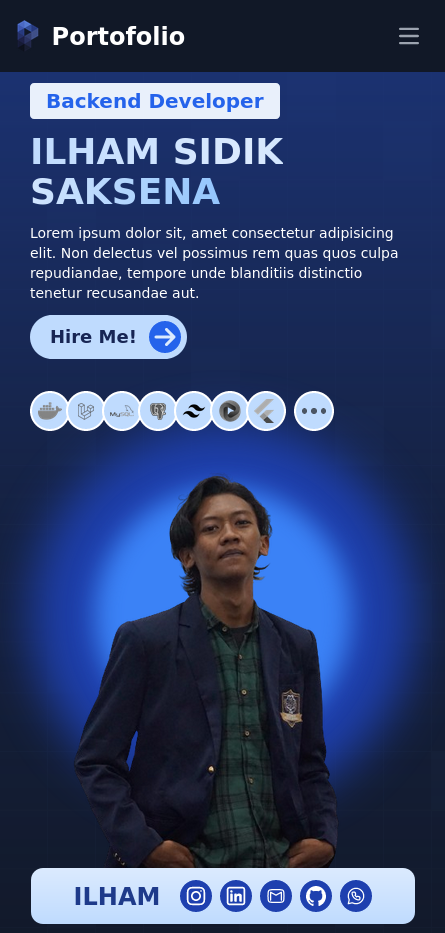 Portofolio
Backend Developer
ILHAM SIDIK
SAKSENA
Lorem ipsum dolor sit, amet consectetur adipisicing
elit. Non delectus vel possimus rem quas quos culpa
repudiandae, tempore unde blanditiis distinctio
tenetur recusandae aut.
Hire Me!
MySQL
ILHAM